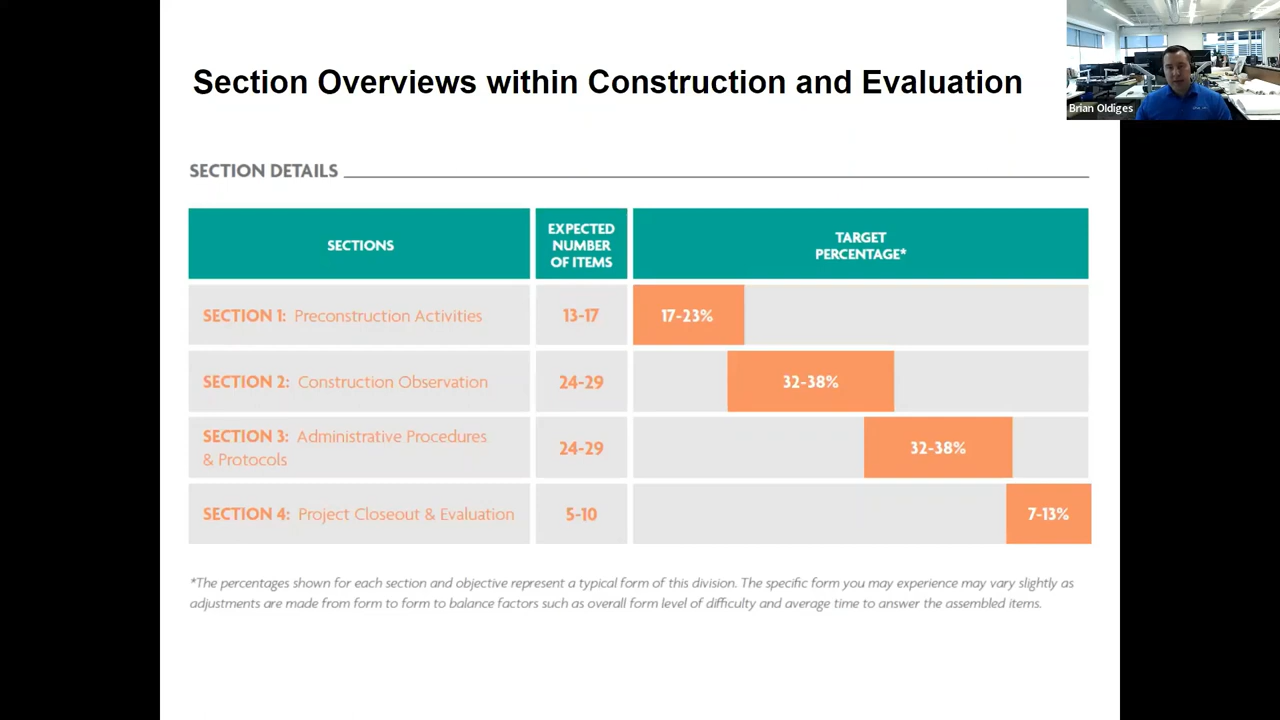 Section Overviews within Construction and Evaluation
Brian Oldiges
SECTION DETAILS
SECTIONS
EXPECTED
NUMBER
OF ITEMS
TARGET
PERCENTAGE*
SECTION 1: Preconstruction Activities
13-17
17-23%
SECTION 2: Construction Observation
24-29
32-38%
SECTION 3: Administrative Procedures
& Protocols
24-29
32-38%
SECTION 4: Project Closeout & Evaluation
5-10
7-13%
*The percentages shown for each section and objective represent a typical form of this division. The specific form you may experience may vary slightly as
adjustments are made from form to form to balance factors such as overall form level of difficulty and average time to answer the assembled items.